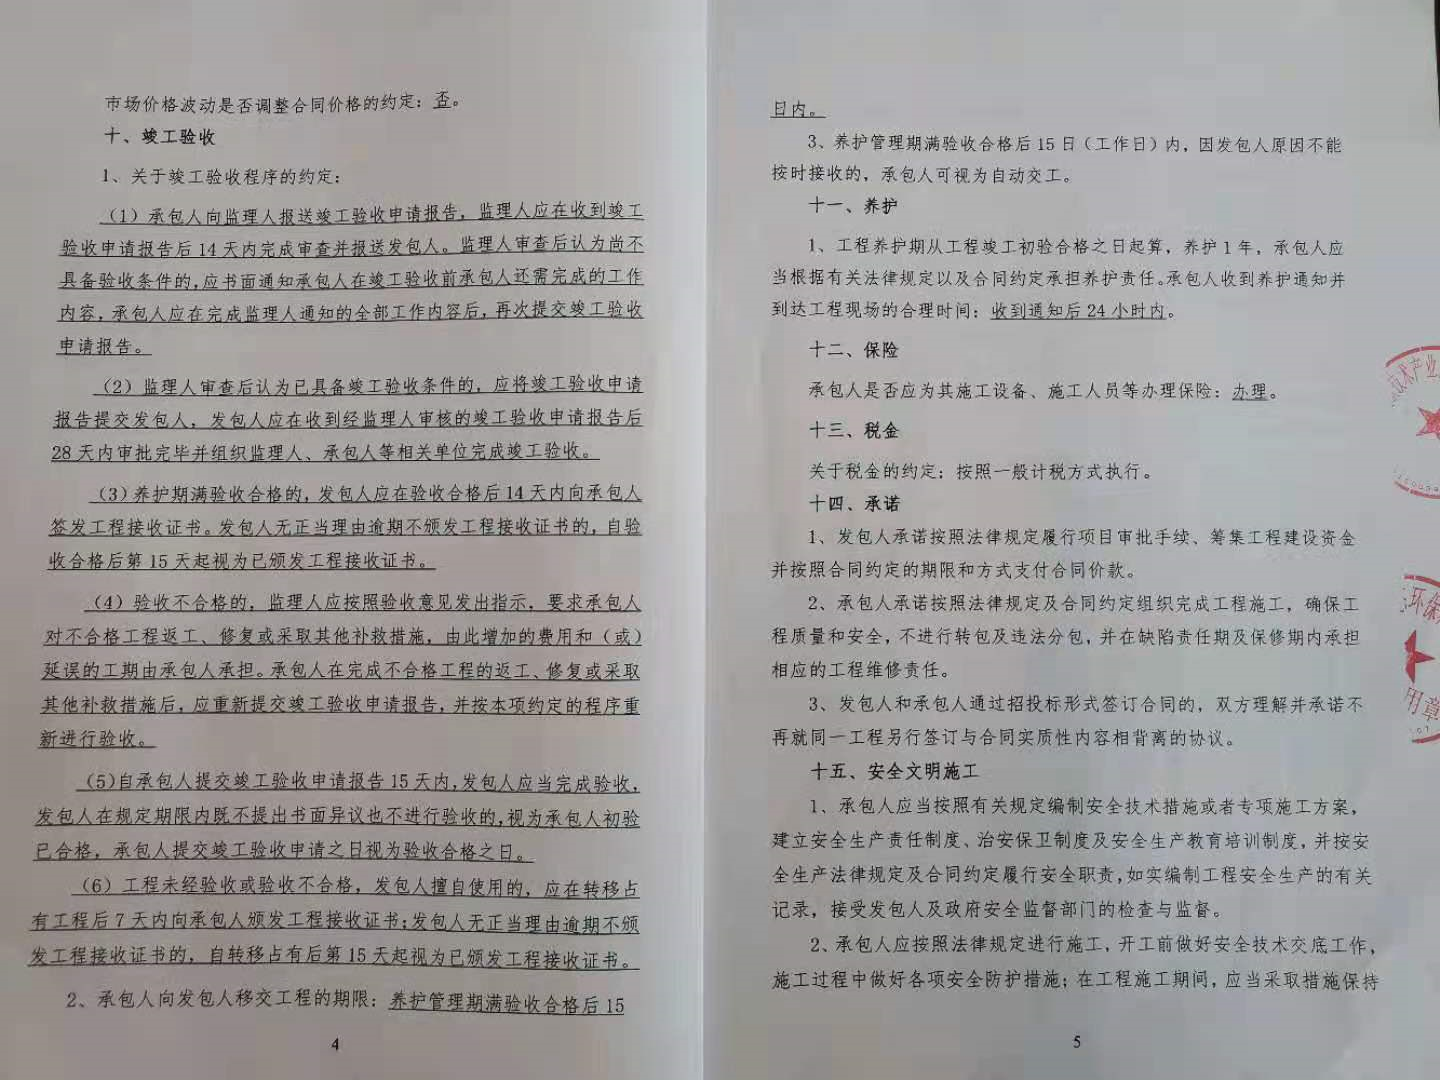 市场价格波动是否调整合同价格的约定：否。
十、竣工验收
1、关于竣工验收程序的约定：
（1）承包人向监理人报送竣工验收申请报告，监理人应在收到竣工
验收申请报告后 14 天内完成审查并报送发包人。监理人审查后认为尚不
具备验收条件的，应书面通知承包人在竣工验收前承包人还需完成的工作
内容，承包人应在完成监理人通知的全部工作内容后，再次提交竣工验收
申请报告。
（2）监理人审查后认为已具备竣工验收条件的，应将竣工验收申请
报告提交发包人，发包人应在收到经监理人审核的竣工验收申请报告后
28 天内审批完毕并组织监理人、承包人等相关单位完成竣工验收。
（3）养护期满验收合格的，发包人应在验收合格后 14 天内向承包人
签发工程接收证书。发包人无正当理由逾期不颁发工程接收证书的，自验
收合格后第 15 天起视为已颁发工程接收证书。
（4）验收不合格的，监理人应按照验收意见发出指示，要求承包人
对不合格工程返工、修复或采取其他补救措施，由此增加的费用和（或）
延误的工期由承包人承担。承包人在完成不合格工程的返工、修复或采取
其他补救措施后，应重新提交竣工验收申请报告，并按本项约定的程序重
新进行验收。
（5）自承包人提交竣工验收申请报告 15 天内，发包人应当完成验收，
发包人在规定期限内既不提出书面异议也不进行验收的，视为承包人初验
已合格，承包人提交竣工验收申请之日视为验收合格之日。
（6）工程未经验收或验收不合格，发包人擅自使用的，应在转移占
有工程后 7 天内向承包人颁发工程接收证书；发包人无正当理由逾期不颁
发工程接收证书的，自转移占有后第 15 天起视为已颁发工程接收证书。
2、承包人向发包人移交工程的期限：养护管理期满验收合格后 15
4
日内。
3、养护管理期满验收合格后 15 日（工作日）内，因发包人原因不能
按时接收的，承包人可视为自动交工。
十一、养护
1、工程养护期从工程竣工初验合格之日起算，养护 1 年，承包人应
当根据有关法律规定以及合同约定承担养护责任。承包人收到养护通知并
到达工程现场的合理时间：收到通知后 24 小时内。
十二、保险
承包人是否应为其施工设备、施工人员等办理保险：办理。
十三、税金
关于税金的约定：按照一般计税方式执行。
十四、承诺
1、发包人承诺按照法律规定履行项目审批手续、筹集工程建设资金
并按照合同约定的期限和方式支付合同价款。
2、承包人承诺按照法律规定及合同约定组织完成工程施工，确保工
程质量和安全，不进行转包及违法分包，并在缺陷责任期及保修期内承担
相应的工程维修责任。
3、发包人和承包人通过招投标形式签订合同的，双方理解并承诺不
再就同一工程另行签订与合同实质性内容相背离的协议。
十五、安全文明施工
1、承包人应当按照有关规定编制安全技术措施或者专项施工方案，
建立安全生产责任制度、治安保卫制度及安全生产教育培训制度，并按安
全生产法律规定及合同约定履行安全职责，如实编制工程安全生产的有关
记录，接受发包人及政府安全监督部门的检查与监督。
2、承包人应按照法律规定进行施工，开工前做好安全技术交底工作，
施工过程中做好各项安全防护措施；在工程施工期间，应当采取措施保持
5
技术产业
环保
用章